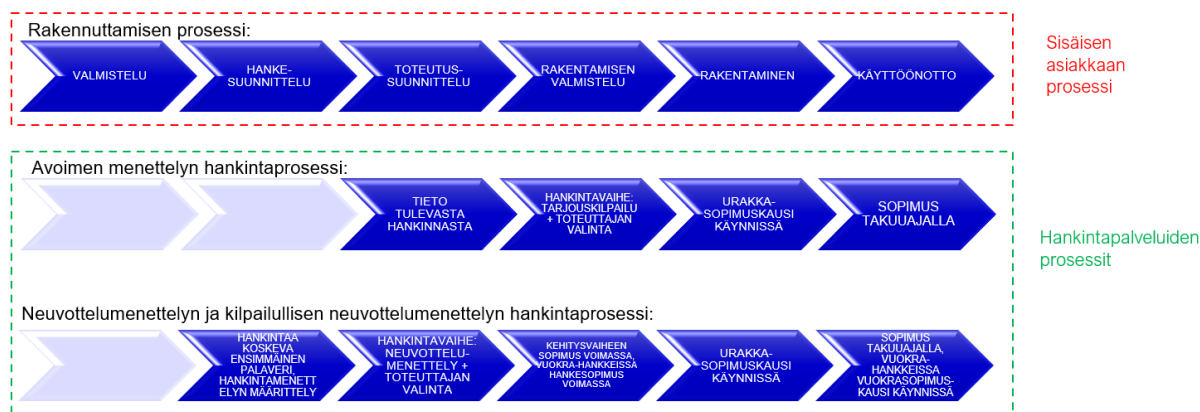 Rakennuttamisen prosessi:
VALMISTELU
HANKE-
SUUNNITTELU
TOTEUTUS-
SUUNNITTELU
RAKENTAMISEN
VALMISTELU
RAKENTAMINEN
KÄYTTÖÖNOTTO
Sisäisen
asiakkaan
prosessi
Avoimen menettelyn hankintaprosessi:
TIETO
TULEVASTA
HANKINNASTA
HANKINTAVAIHE:
TARJOUSKILPAILU
+ TOTEUTTAJAN
VALINTA
URAKKA-
SOPIMUSKAUSI
KÄYNNISSÄ
SOPIMUS
TAKUUAJALLA
Hankintapalveluiden
prosessit
Neuvottelumenettelyn ja kilpailullisen neuvottelumenettelyn hankintaprosessi:
HANKINTAA
KOSKEVA
ENSIMMÄINEN
PALAVERI,
HANKINTAMENETT
ELYN MÄÄRITTELY
HANKINTAVAIHE:
NEUVOTTELU-
MENETTELY +
TOTEUTTAJAN
VALINTA
KEHITYSVAIHEEN
SOPIMUS VOIMASSA,
VUOKRA-HANKKEISSA
HANKESOPIMUS
VOIMASSA
URAKKA-
SOPIMUSKAUSI
KÄYNNISSÄ
SOPIMUS
TAKUUAJALLA,
VUOKRA-
HANKKEISSA
VUOKRASOPIMUS-
KAUSI KÄYNNISSÄ